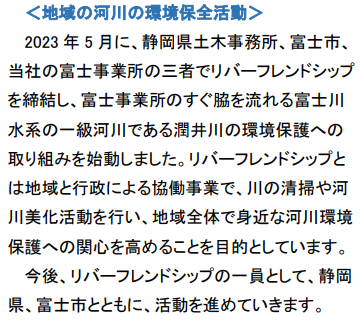 ＜地域の河川の環境保全活動＞
　2023 年 5 月に、静岡県土木事務所、富士市、
当社の富士事業所の三者でリバーフレンドシップ
を締結し、富士事業所のすぐ脇を流れる富士川
水系の一級河川である潤井川の環境保護への
取り組みを始動しました。リバーフレンドシップと
は地域と行政による協働事業で、川の清掃や河
川美化活動を行い、地域全体で身近な河川環境
保護への関心を高めることを目的としています。
　今後、リバーフレンドシップの一員として、静岡
県、富士市とともに、活動を進めていきます。